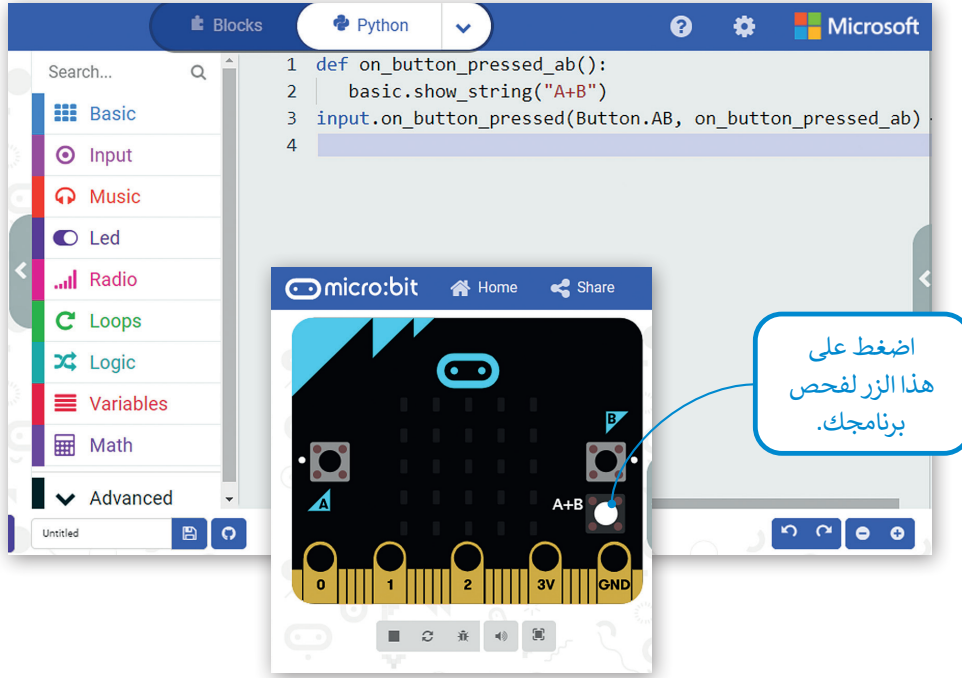 Blocks
Python
Microsoft
Search...
Basic
Input
Music
Led
Radio
Loops
Logic
Variables
Math
Advanced
Untitled
1 def on_button_pressed_ab():
2 basic.show_string("A+B")
3 input.on_button_pressed(Button.AB, on_button_pressed_ab)
4
micro:bit
Home
Share
B
A
A+B
0
1
2
3V
GND
اضغط على
هذا الزر لفحص
برنامجك.